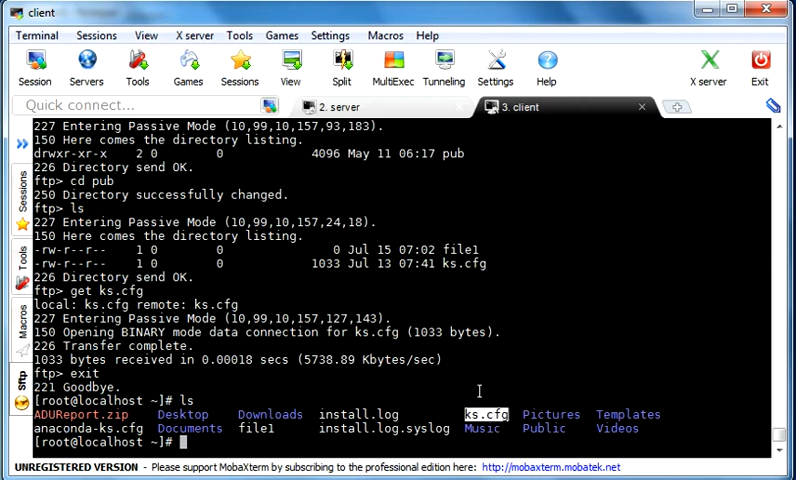 client
Terminal Sessions View X server Tools Games Settings Macros Help
Session Servers Tools Games Sessions View Split MultiExec Tunneling Settings Help X server Exit
Quick connect... 2. server 3. client
Sessions
Tools
Macros
Sftp
227 Entering Passive Mode (10,99,10,157,93,183).
150 Here comes the directory listing.
drwxr-xr-x 2 0 0 4096 May 11 06:17 pub
226 Directory send OK.
ftp> cd pub
250 Directory successfully changed.
ftp> ls
227 Entering Passive Mode (10,99,10,157,24,18).
150 Here comes the directory listing.
-rw-r--r-- 1 0 0 0 Jul 15 07:02 file1
-rw-r--r-- 1 0 0 1033 Jul 13 07:41 ks.cfg
226 Directory send OK.
ftp> get ks.cfg
local: ks.cfg remote: ks.cfg
227 Entering Passive Mode (10,99,10,157,127,143).
150 Opening BINARY mode data connection for ks.cfg (1033 bytes).
226 Transfer complete.
1033 bytes received in 0.00018 secs (5738.89 Kbytes/sec)
ftp> exit
221 Goodbye.
[root@localhost ~]# ls
ADUReport.zip Desktop Downloads install.log ks.cfg Pictures Templates
anaconda-ks.cfg Documents file1 install.log.syslog Music Public Videos
[root@localhost ~]#
UNREGISTERED VERSION - Please support MobaXterm by subscribing to the professional edition here: http://mobaxterm.mobatek.net